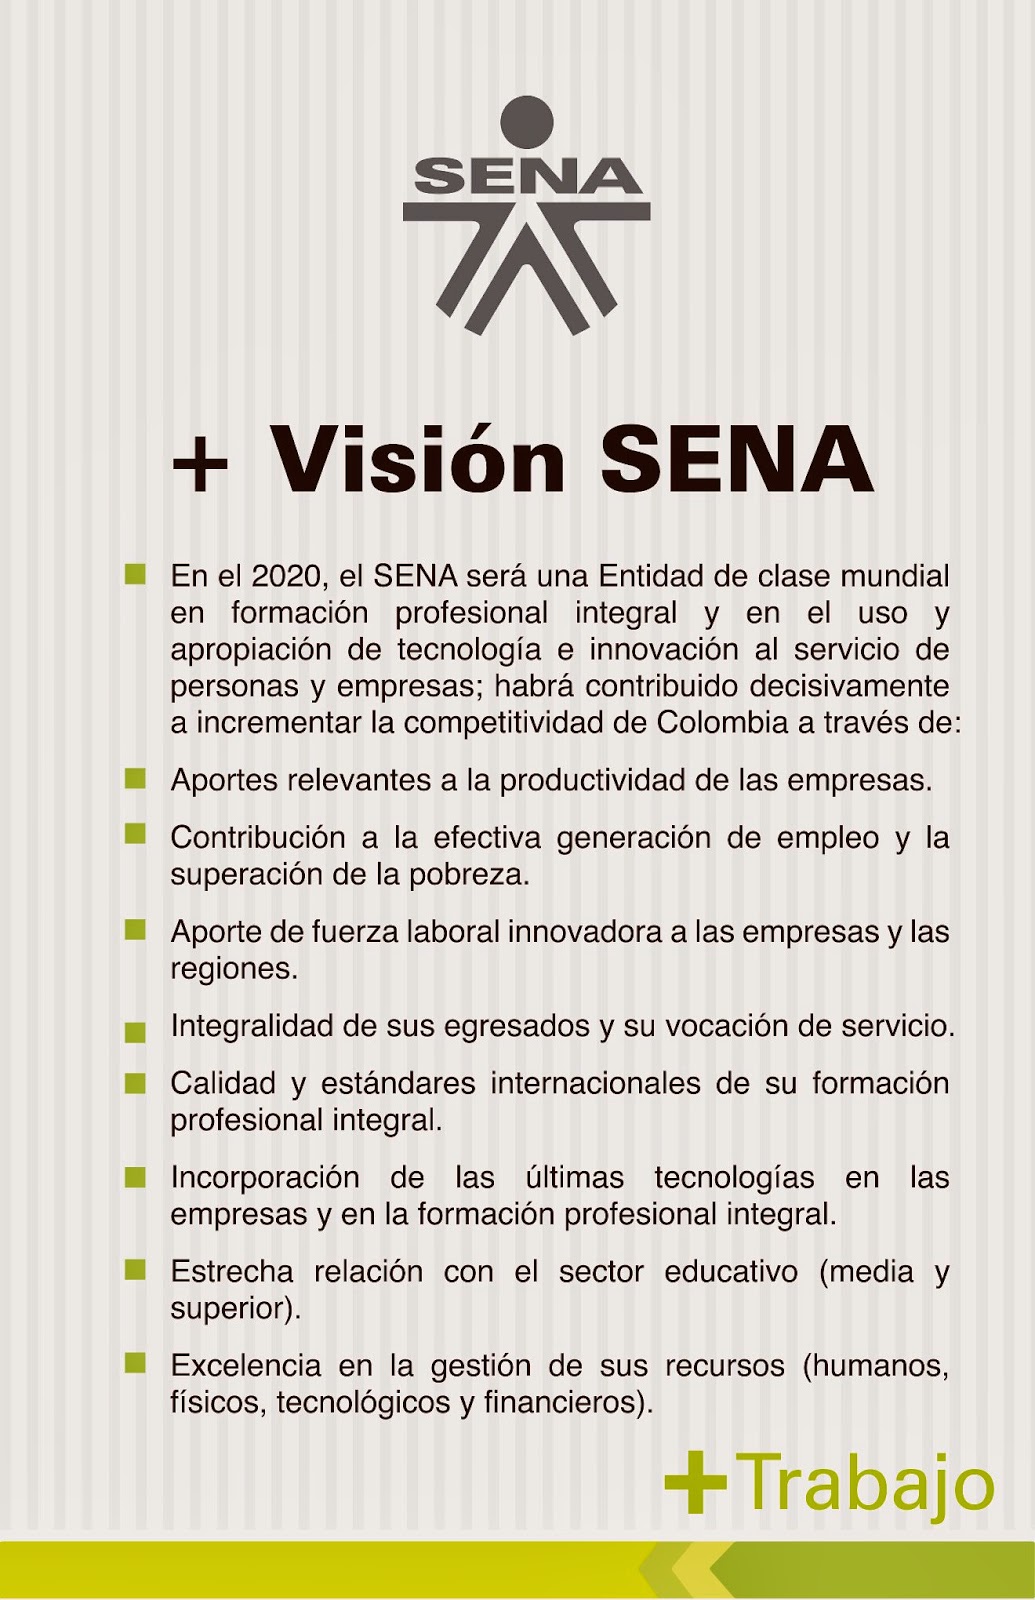 SENA
+ Visión SENA
En el 2020, el SENA será una Entidad de clase mundial
en formación profesional integral y en el uso y
apropiación de tecnología e innovación al servicio de
personas y empresas; habrá contribuido decisivamente
a incrementar la competitividad de Colombia a través de:
Aportes relevantes a la productividad de las empresas.
Contribución a la efectiva generación de empleo y la
superación de la pobreza.
Aporte de fuerza laboral innovadora a las empresas y las
regiones.
Integralidad de sus egresados y su vocación de servicio.
Calidad y estándares internacionales de su formación
profesional integral.
Incorporación de las últimas tecnologías en las
empresas y en la formación profesional integral.
Estrecha relación con el sector educativo (media y
superior).
Excelencia en la gestión de sus recursos (humanos,
físicos, tecnológicos y financieros).
+Trabajo